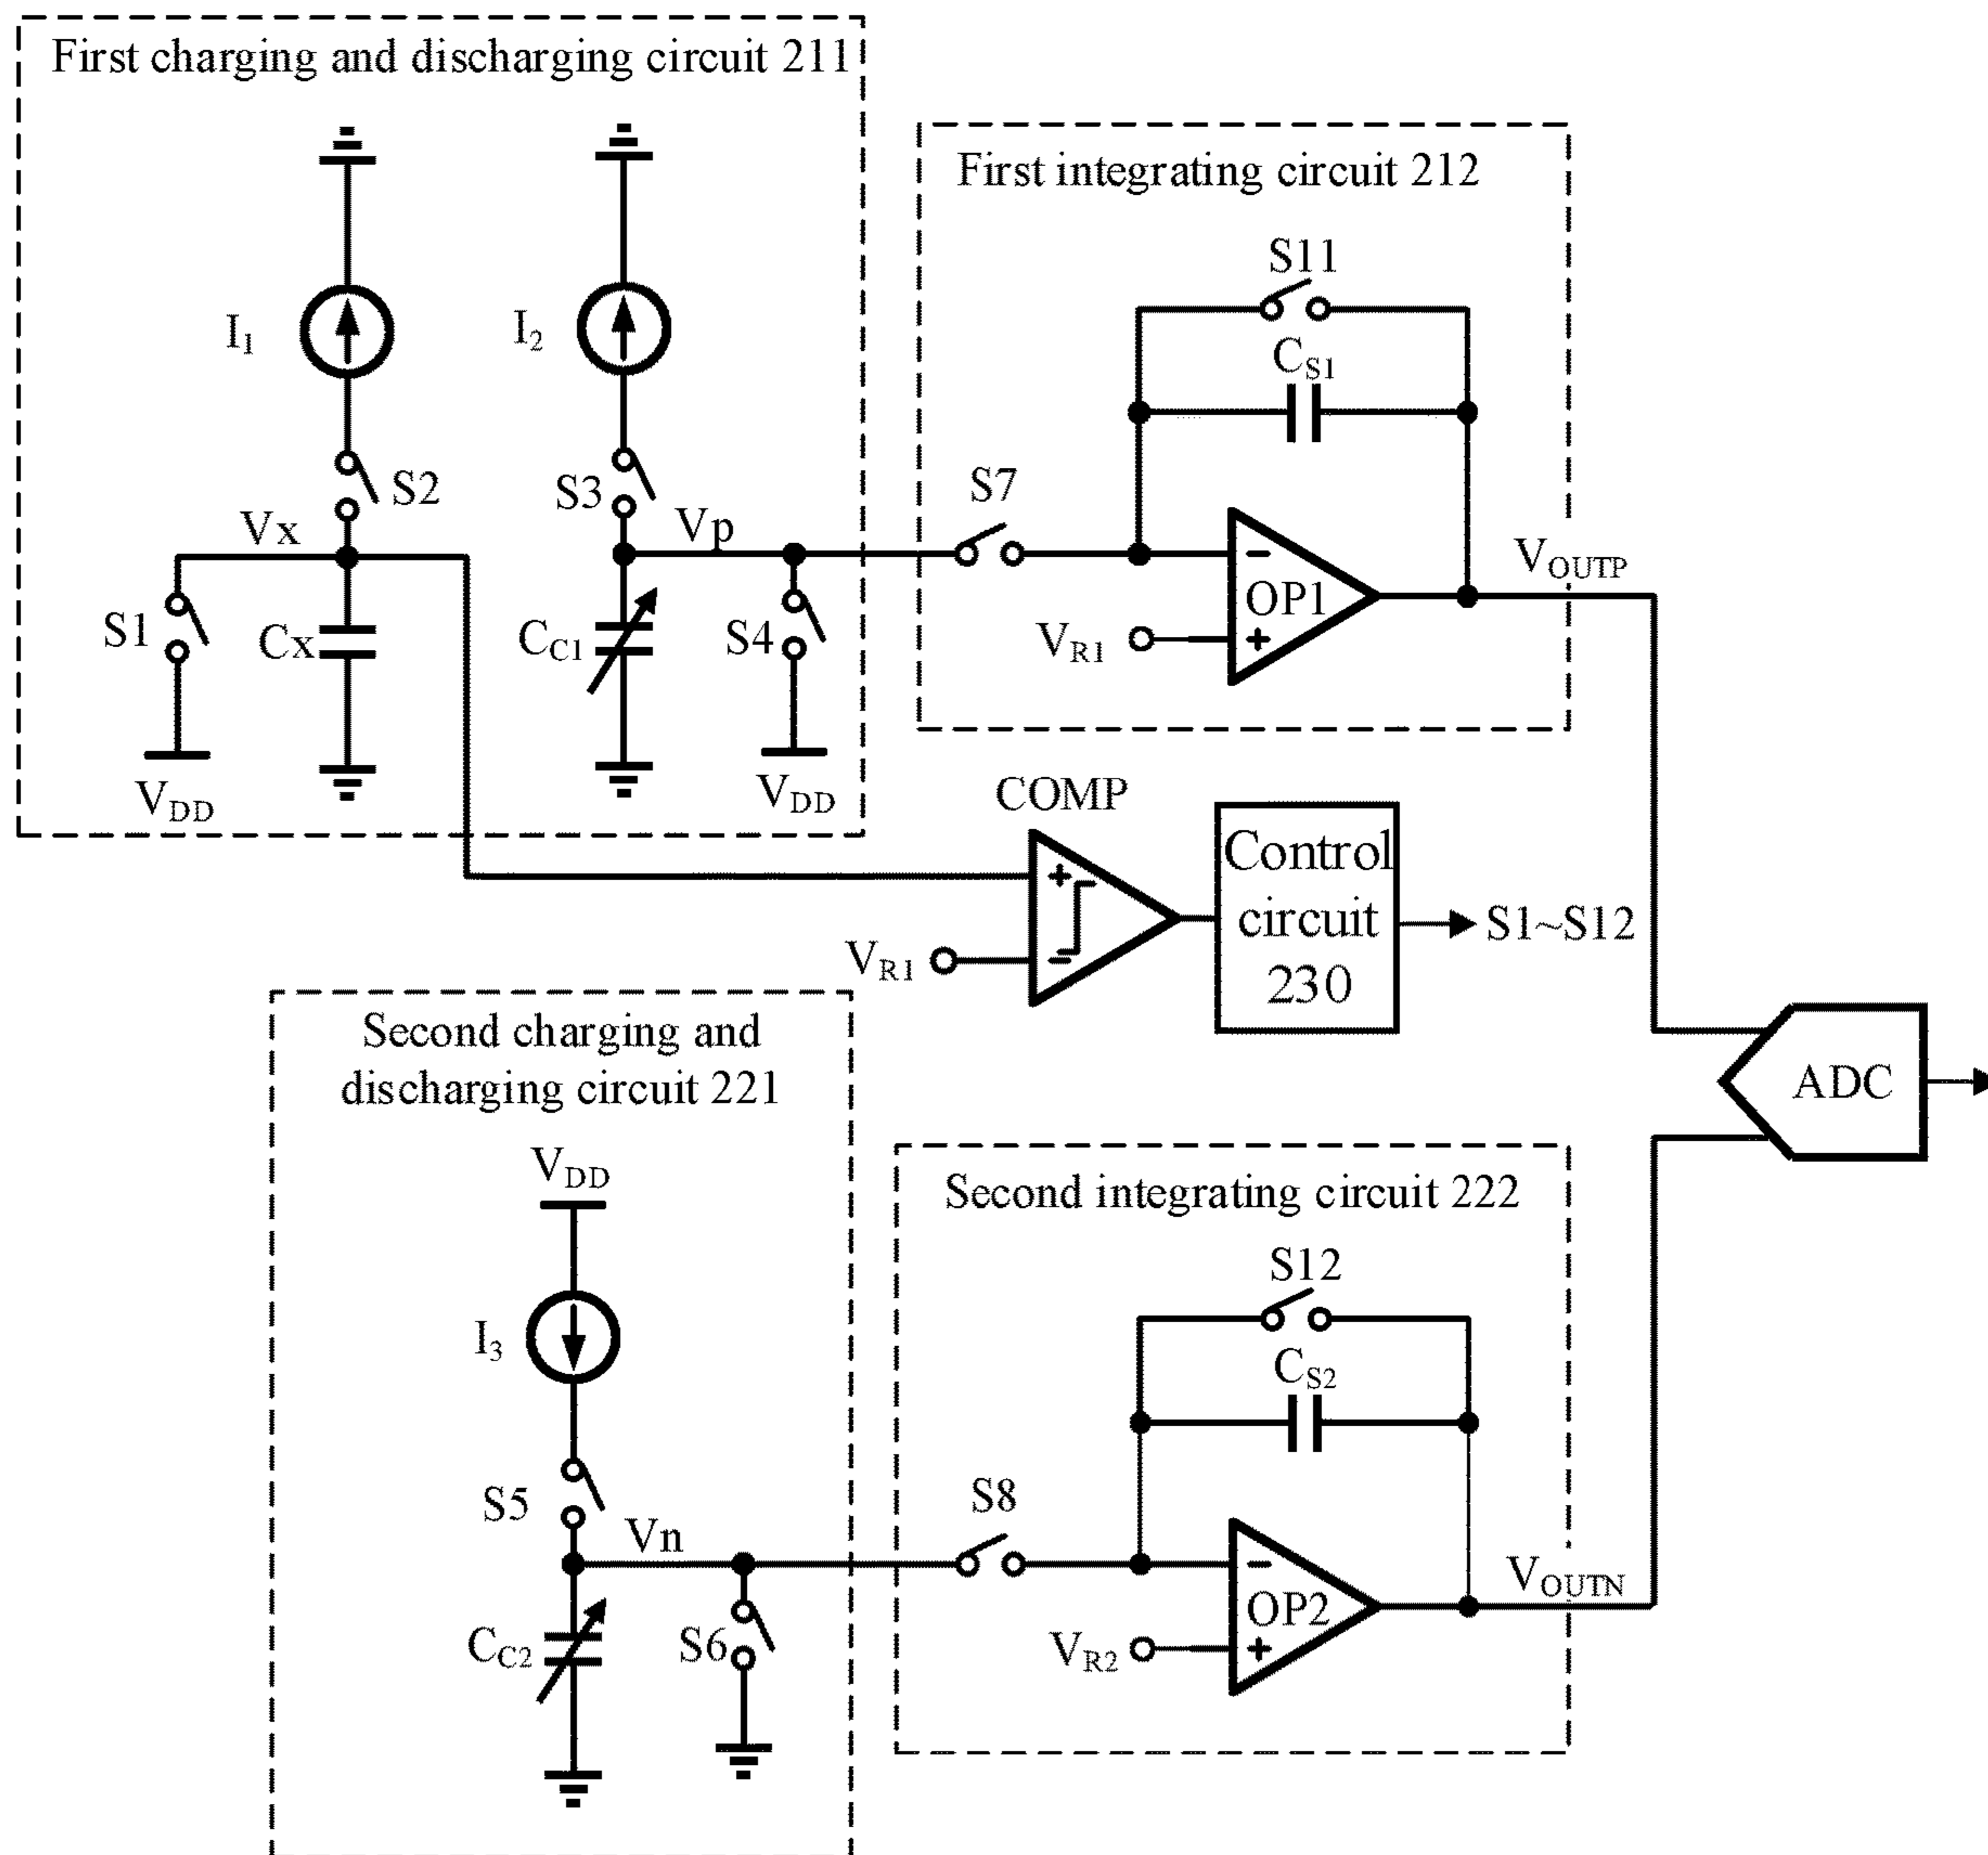 First charging and discharging circuit 211
I1
I2
S2
S3
Vx
Vp
S1
Cx
CC1
S4
VDD
VDD
First integrating circuit 212
S11
CS1
S7
−
OP1
VR1
+
VOUTP
COMP
+
−
VR1
Control
circuit
230
S1~S12
ADC
Second charging and
discharging circuit 221
VDD
I3
S5
Vn
CC2
S6
Second integrating circuit 222
S12
CS2
S8
−
OP2
VR2
+
VOUTN